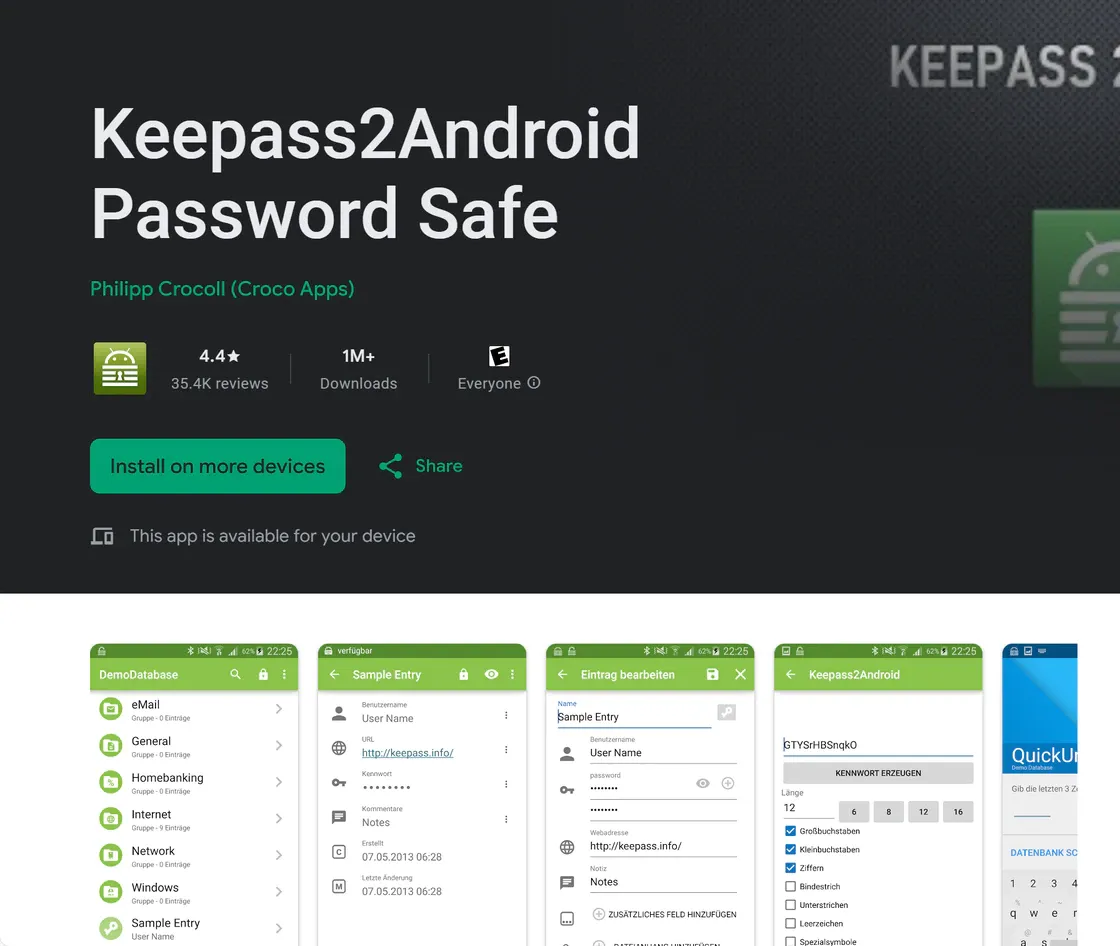 KEEPASS 2
Keepass2Android
Password Safe
Philipp Crocoll (Croco Apps)
4.4★
35.4K reviews
1M+
Downloads
E
Everyone
Install on more devices
Share
This app is available for your device
62% 22:25
DemoDatabase
eMail
Gruppe - 0 Einträge
General
Gruppe - 0 Einträge
Homebanking
Gruppe - 0 Einträge
Internet
Gruppe - 9 Einträge
Network
Gruppe - 0 Einträge
Windows
Gruppe - 0 Einträge
Sample Entry
User Name
verfügbar
Sample Entry
Benutzername
User Name
URL
http://keepass.info/
Kennwort
••••••••
Kommentare
Notes
C
Erstellt
07.05.2013 06:28
M
Letzte Änderung
07.05.2013 06:28
62% 22:25
Eintrag bearbeiten
Name
Sample Entry
Benutzername
User Name
password
••••••••
••••••••
Webadresse
http://keepass.info/
Notiz
Notes
ZUSÄTZLICHES FELD HINZUFÜGEN
DATEIANHANG HINZUFÜGEN
62% 22:25
Keepass2Android
GTYSrHBSnqkO
KENNWORT ERZEUGEN
Länge
12
6 8 12 16
Großbuchstaben
Kleinbuchstaben
Ziffern
Bindestrich
Unterstrichen
Leerzeichen
Spezialsymbole
QuickUn
Demo Database
Gib die letzten 3 Ze
DATENBANK SC
1 2 3 4
q w e r
a s